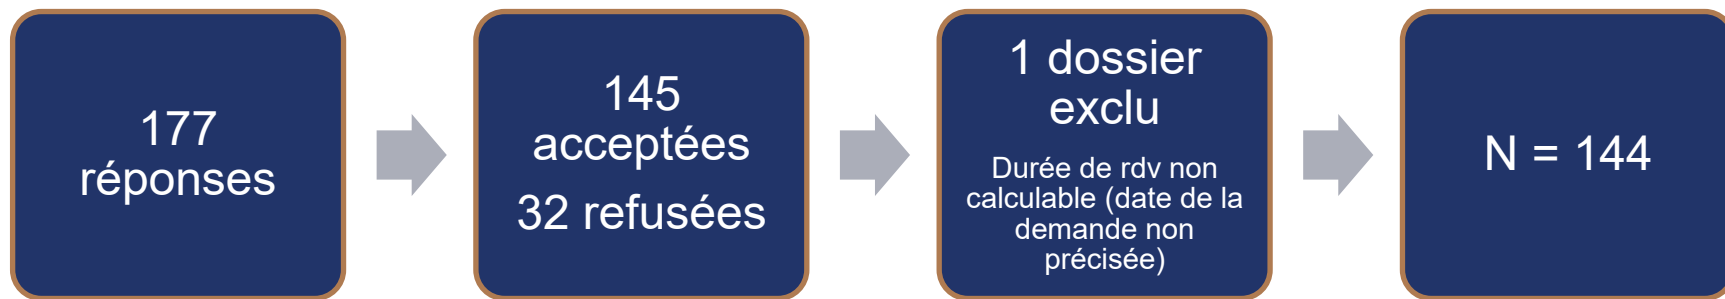 177
réponses
145
acceptées
32 refusées
1 dossier
exclu
Durée de rdv non
calculable (date de la
demande non
précisée)
N = 144